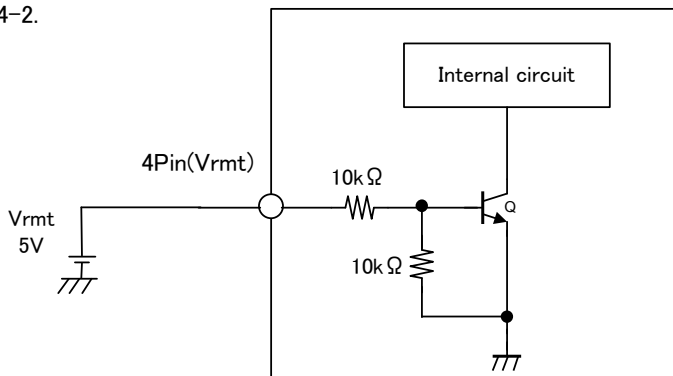 4-2.
Internal circuit
4Pin(Vrmt)
10kΩ
Q
Vrmt
5V
10kΩ